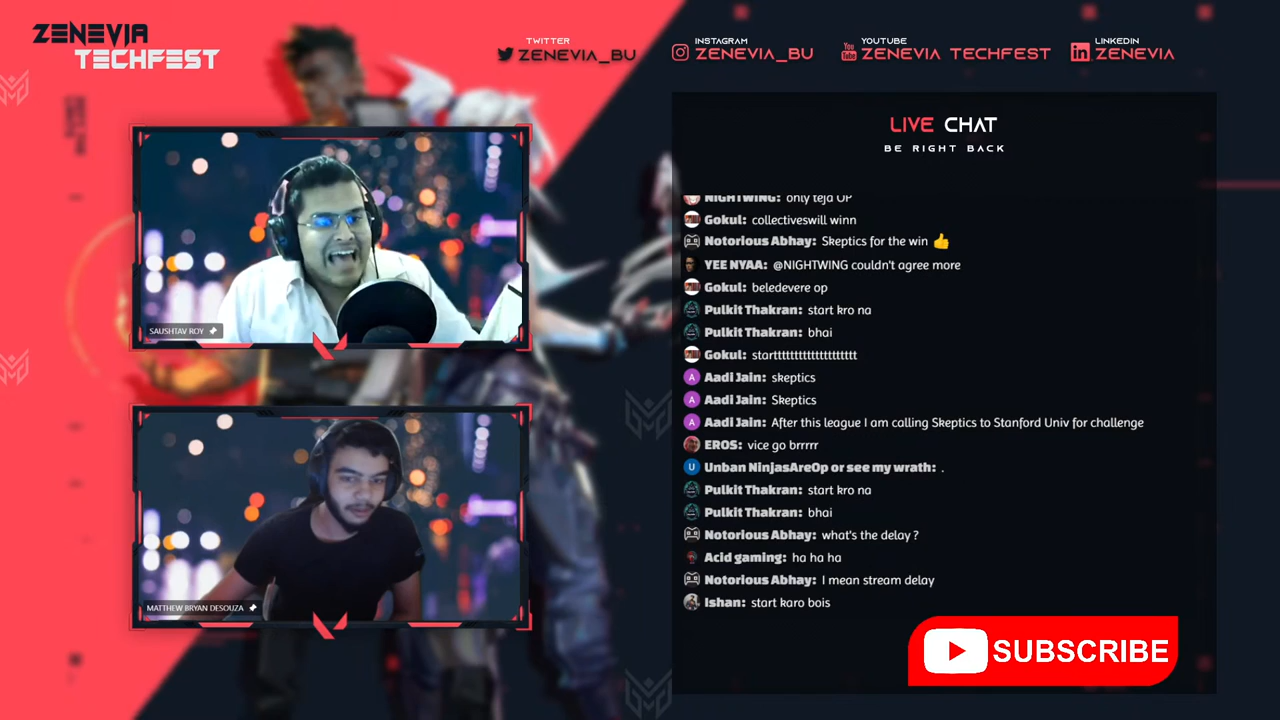 ZENEVIA
TECHFEST
TWITTER
ZENEVIA_BU
INSTAGRAM
ZENEVIA_BU
YOUTUBE
ZENEVIA TECHFEST
LINKEDIN
ZENEVIA
SAUSHTAV ROY
MATTHEW BRYAN DESOUZA
LIVE CHAT
BE RIGHT BACK
NIGHTWING: only teja OP
Gokul: collectiveswill winn
Notorious Abhay: Skeptics for the win 👍
YEE NYAA: @NIGHTWING couldn't agree more
Gokul: beledevere op
Pulkit Thakran: start kro na
Pulkit Thakran: bhai
Gokul: starttttttttttttttttttttt
Aadi Jain: skeptics
Aadi Jain: Skeptics
Aadi Jain: After this league I am calling Skeptics to Stanford Univ for challenge
EROS: vice go brrrrr
Unban NinjasAreOp or see my wrath: .
Pulkit Thakran: start kro na
Pulkit Thakran: bhai
Notorious Abhay: what's the delay ?
Acid gaming: ha ha ha
Notorious Abhay: I mean stream delay
Ishan: start karo bois
SUBSCRIBE